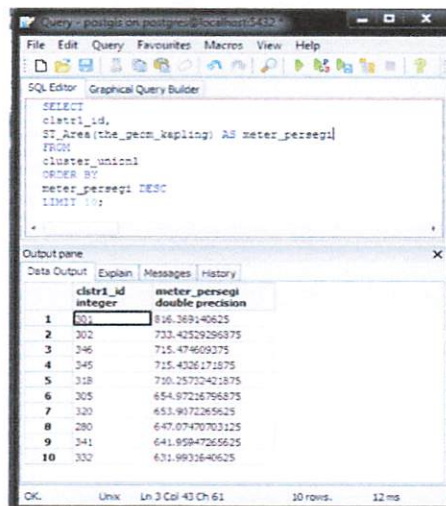 Query - postgis on postgres@localhost:5432 *
File Edit Query Favourites Macros View Help
SQL Editor Graphical Query Builder
SELECT
clstr1_id,
ST_Area(the_geom_kapling) AS meter_persegi
FROM
cluster_union1
ORDER BY
meter_persegi DESC
LIMIT 10;
Output pane
Data Output Explain Messages History
clstr1_id meter_persegi
integer double precision
1 301 816.369140625
2 302 733.42529296875
3 346 715.474609375
4 345 715.4326171875
5 318 710.25732421875
6 305 654.97216796875
7 320 653.9072265625
8 280 647.07470703125
9 341 641.95947265625
10 332 631.9931640625
OK. Unix Ln 3 Col 43 Ch 61 10 rows. 12 ms